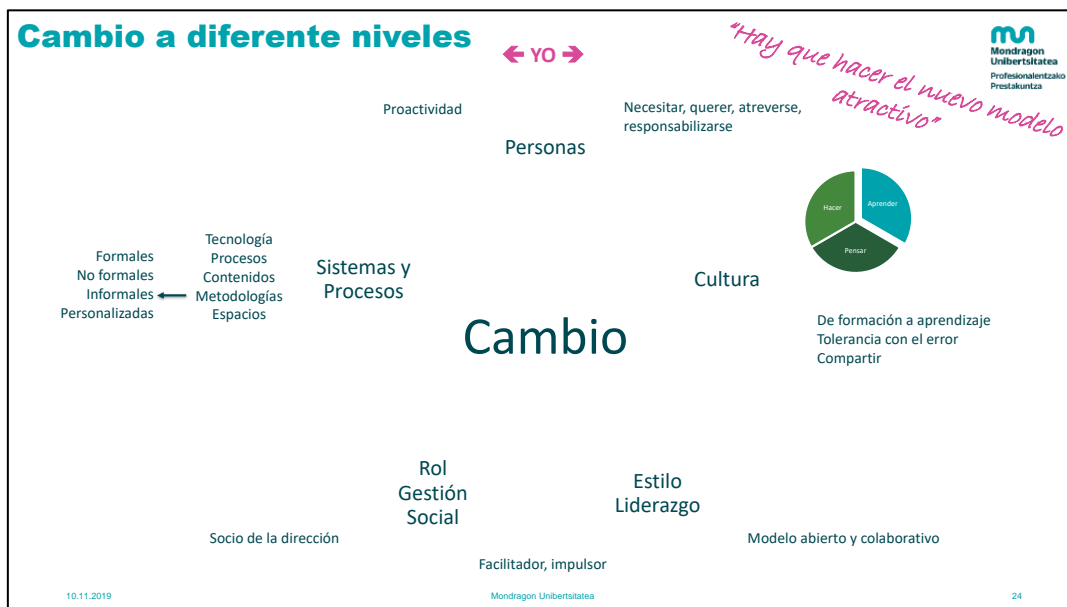 Cambio a diferente niveles
YO
"Hay que hacer el nuevo modelo
atractivo"
Mondragon
Unibertsitatea
Profesionalentzako
Prestakuntza
Proactividad
Necesitar, querer, atreverse,
responsabilizarse
Personas
Hacer
Aprender
Pensar
Formales
No formales
Informales
Personalizadas
Tecnología
Procesos
Contenidos
Metodologías
Espacios
Sistemas y
Procesos
Cultura
De formación a aprendizaje
Tolerancia con el error
Compartir
Cambio
Rol
Gestión
Social
Estilo
Liderazgo
Socio de la dirección
Modelo abierto y colaborativo
Facilitador, impulsor
10.11.2019
Mondragon Unibertsitatea
24